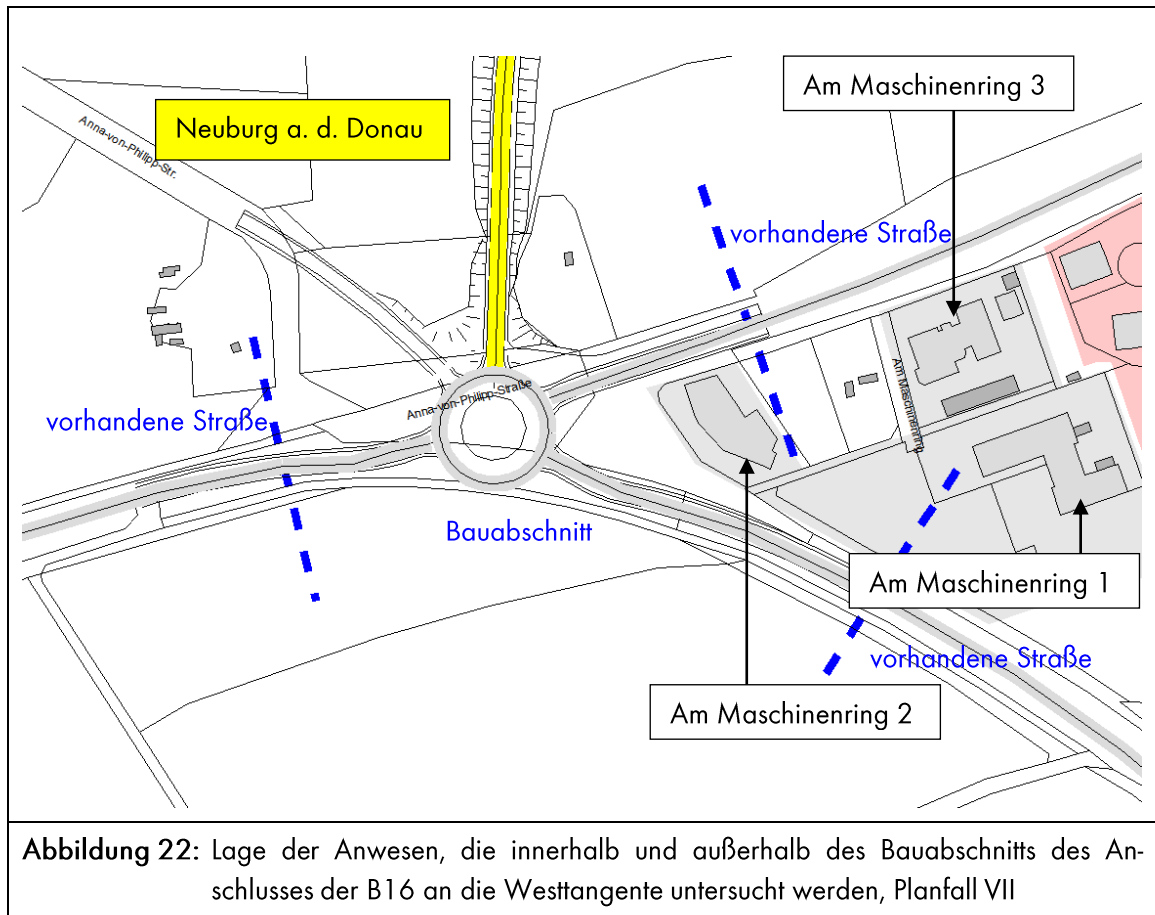 Am Maschinenring 3
Neuburg a. d. Donau
Anna-von-Philipp-Str.
vorhandene Straße
Am Maschinenring
Anna-von-Philipp-Straße
vorhandene Straße
Bauabschnitt
Am Maschinenring 1
vorhandene Straße
Am Maschinenring 2
Abbildung 22: Lage der Anwesen, die innerhalb und außerhalb des Bauabschnitts des An-
schlusses der B16 an die Westtangente untersucht werden, Planfall VII